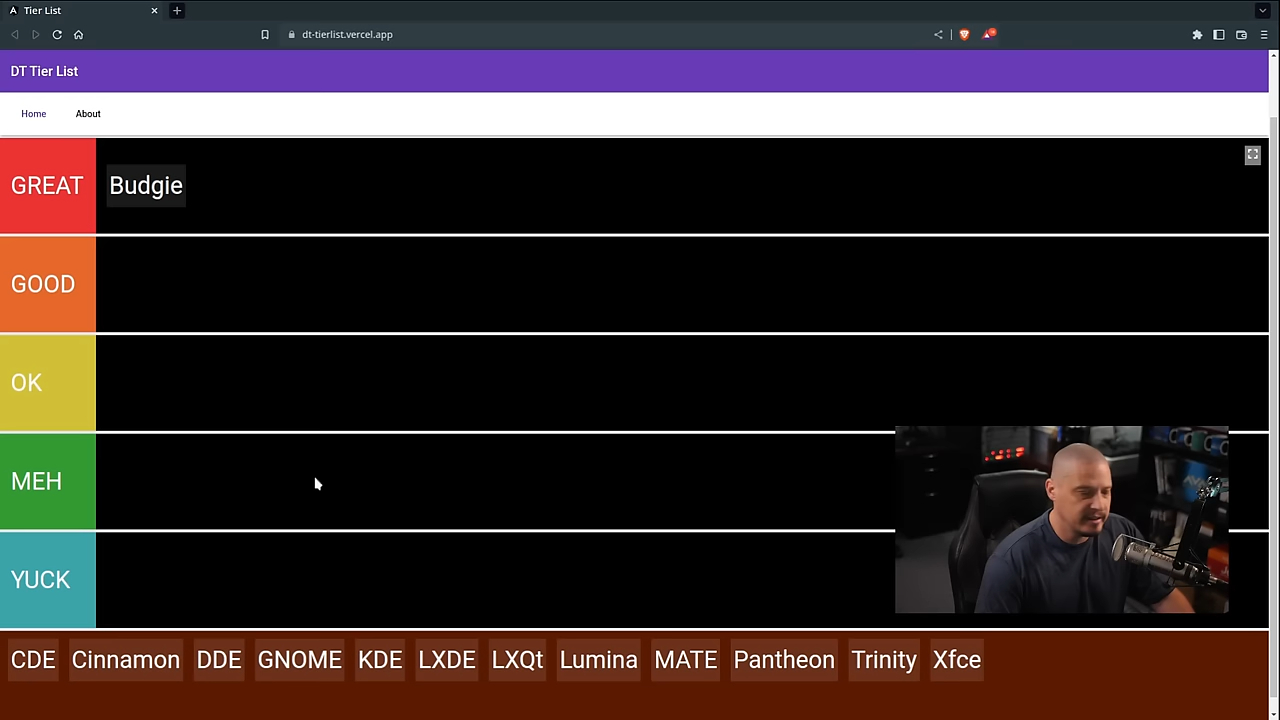 Tier List
dt-tierlist.vercel.app
DT Tier List
Home About
GREAT Budgie
GOOD
OK
MEH
YUCK
CDE Cinnamon DDE GNOME KDE LXDE LXQt Lumina MATE Pantheon Trinity Xfce